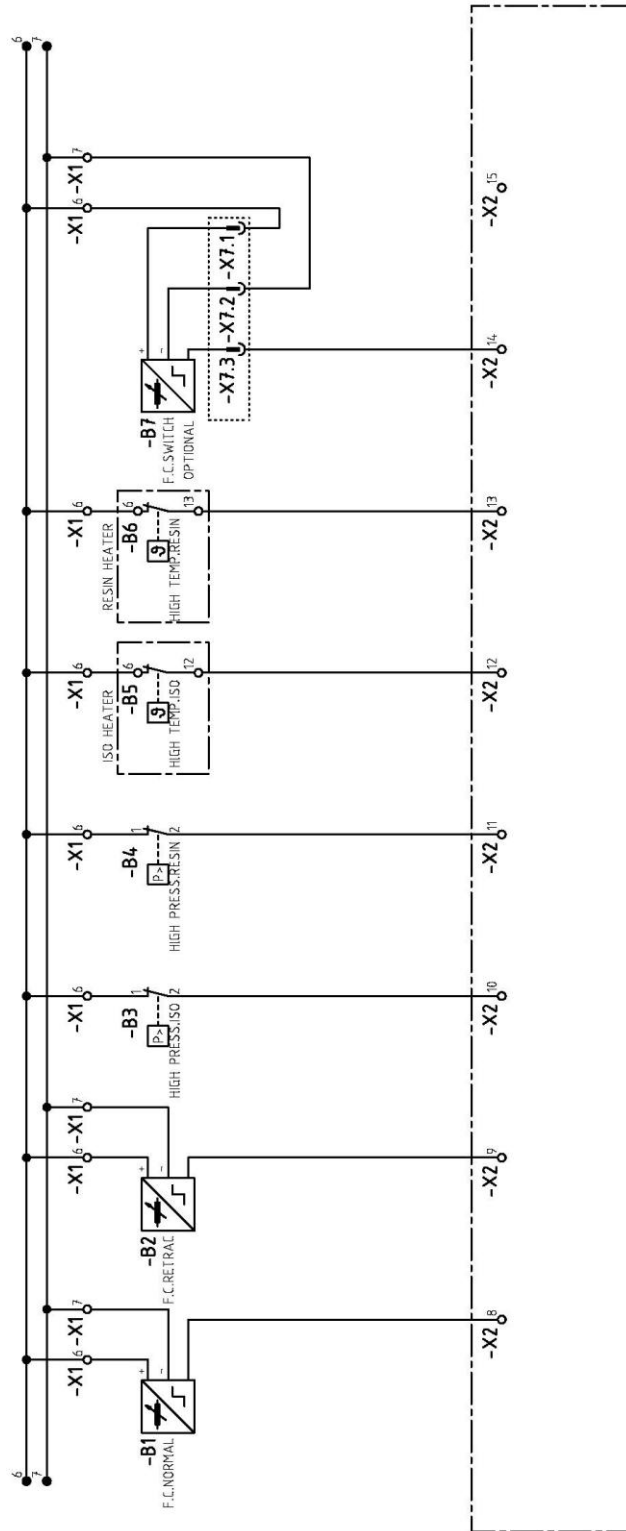 6
7
6
7
-X1 6
-X1 7
-X1 6
-X1 7
-X1 6
-X1 6
-X1 6
-X1 6
-X1 6
-X1 7
ISO HEATER
RESIN HEATER
-B1
+
-
F.C.NORMAL
-B2
+
-
F.C.RETRAC
-B3
P>
1
2
HIGH PRESS.ISO
-B4
P>
1
2
HIGH PRESS.RESIN
-B5
6
ϑ
12
HIGH TEMP.ISO
-B6
6
ϑ
13
HIGH TEMP.RESIN
-B7
+
-
F.C.SWITCH
OPTIONAL
-X7.3
-X7.2
-X7.1
-X2 8
-X2 9
-X2 10
-X2 11
-X2 12
-X2 13
-X2 14
-X2 15